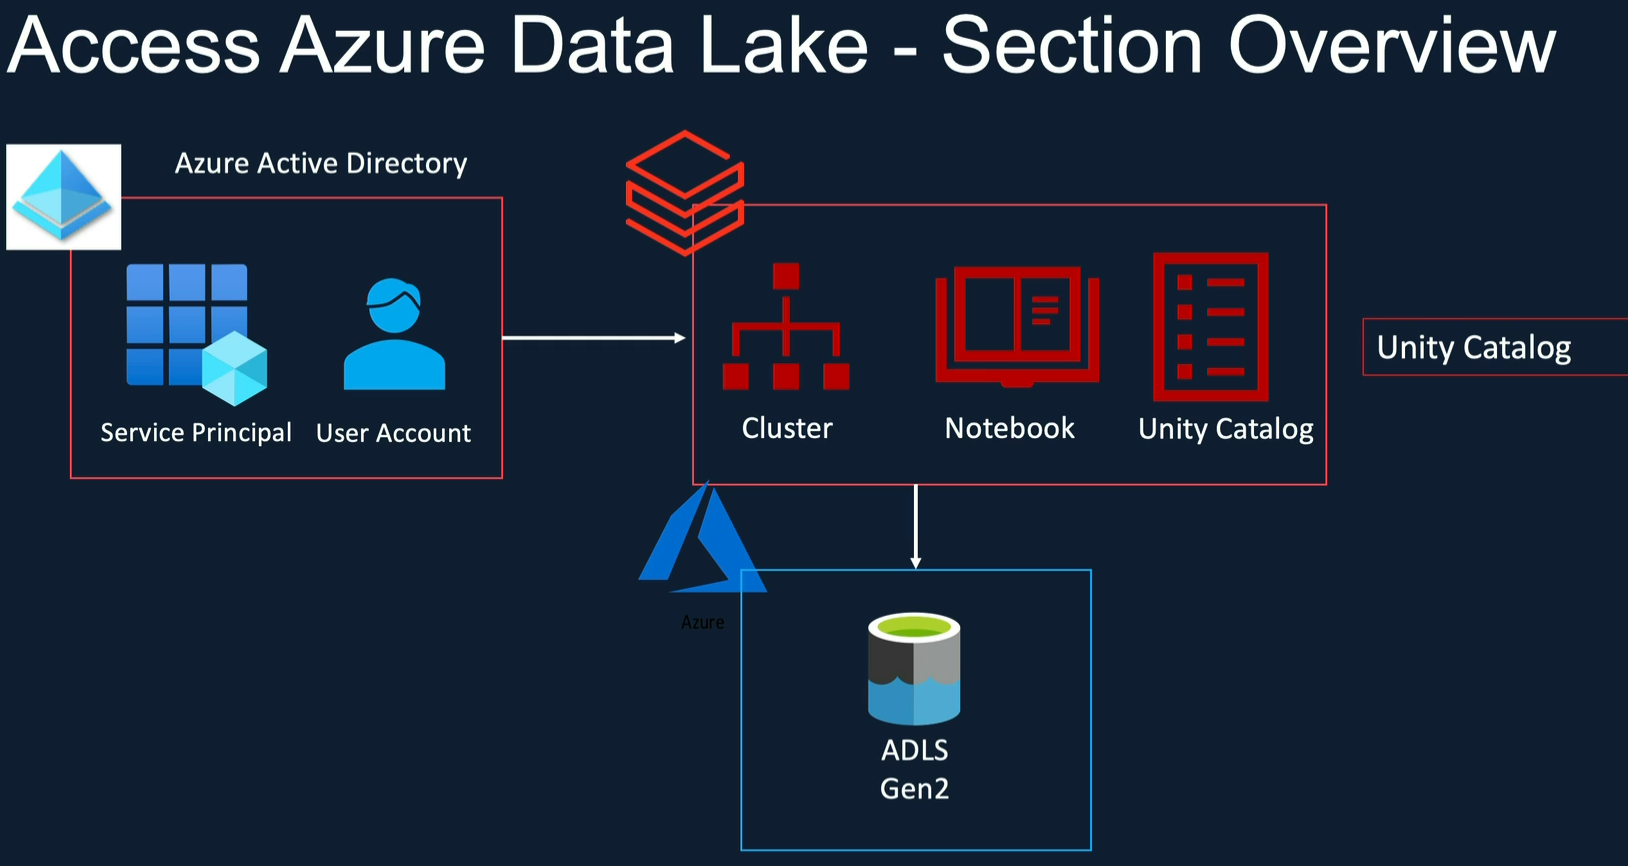 Access Azure Data Lake - Section Overview
Azure Active Directory
Service Principal
User Account
Cluster
Notebook
Unity Catalog
Unity Catalog
Azure
ADLS
Gen2